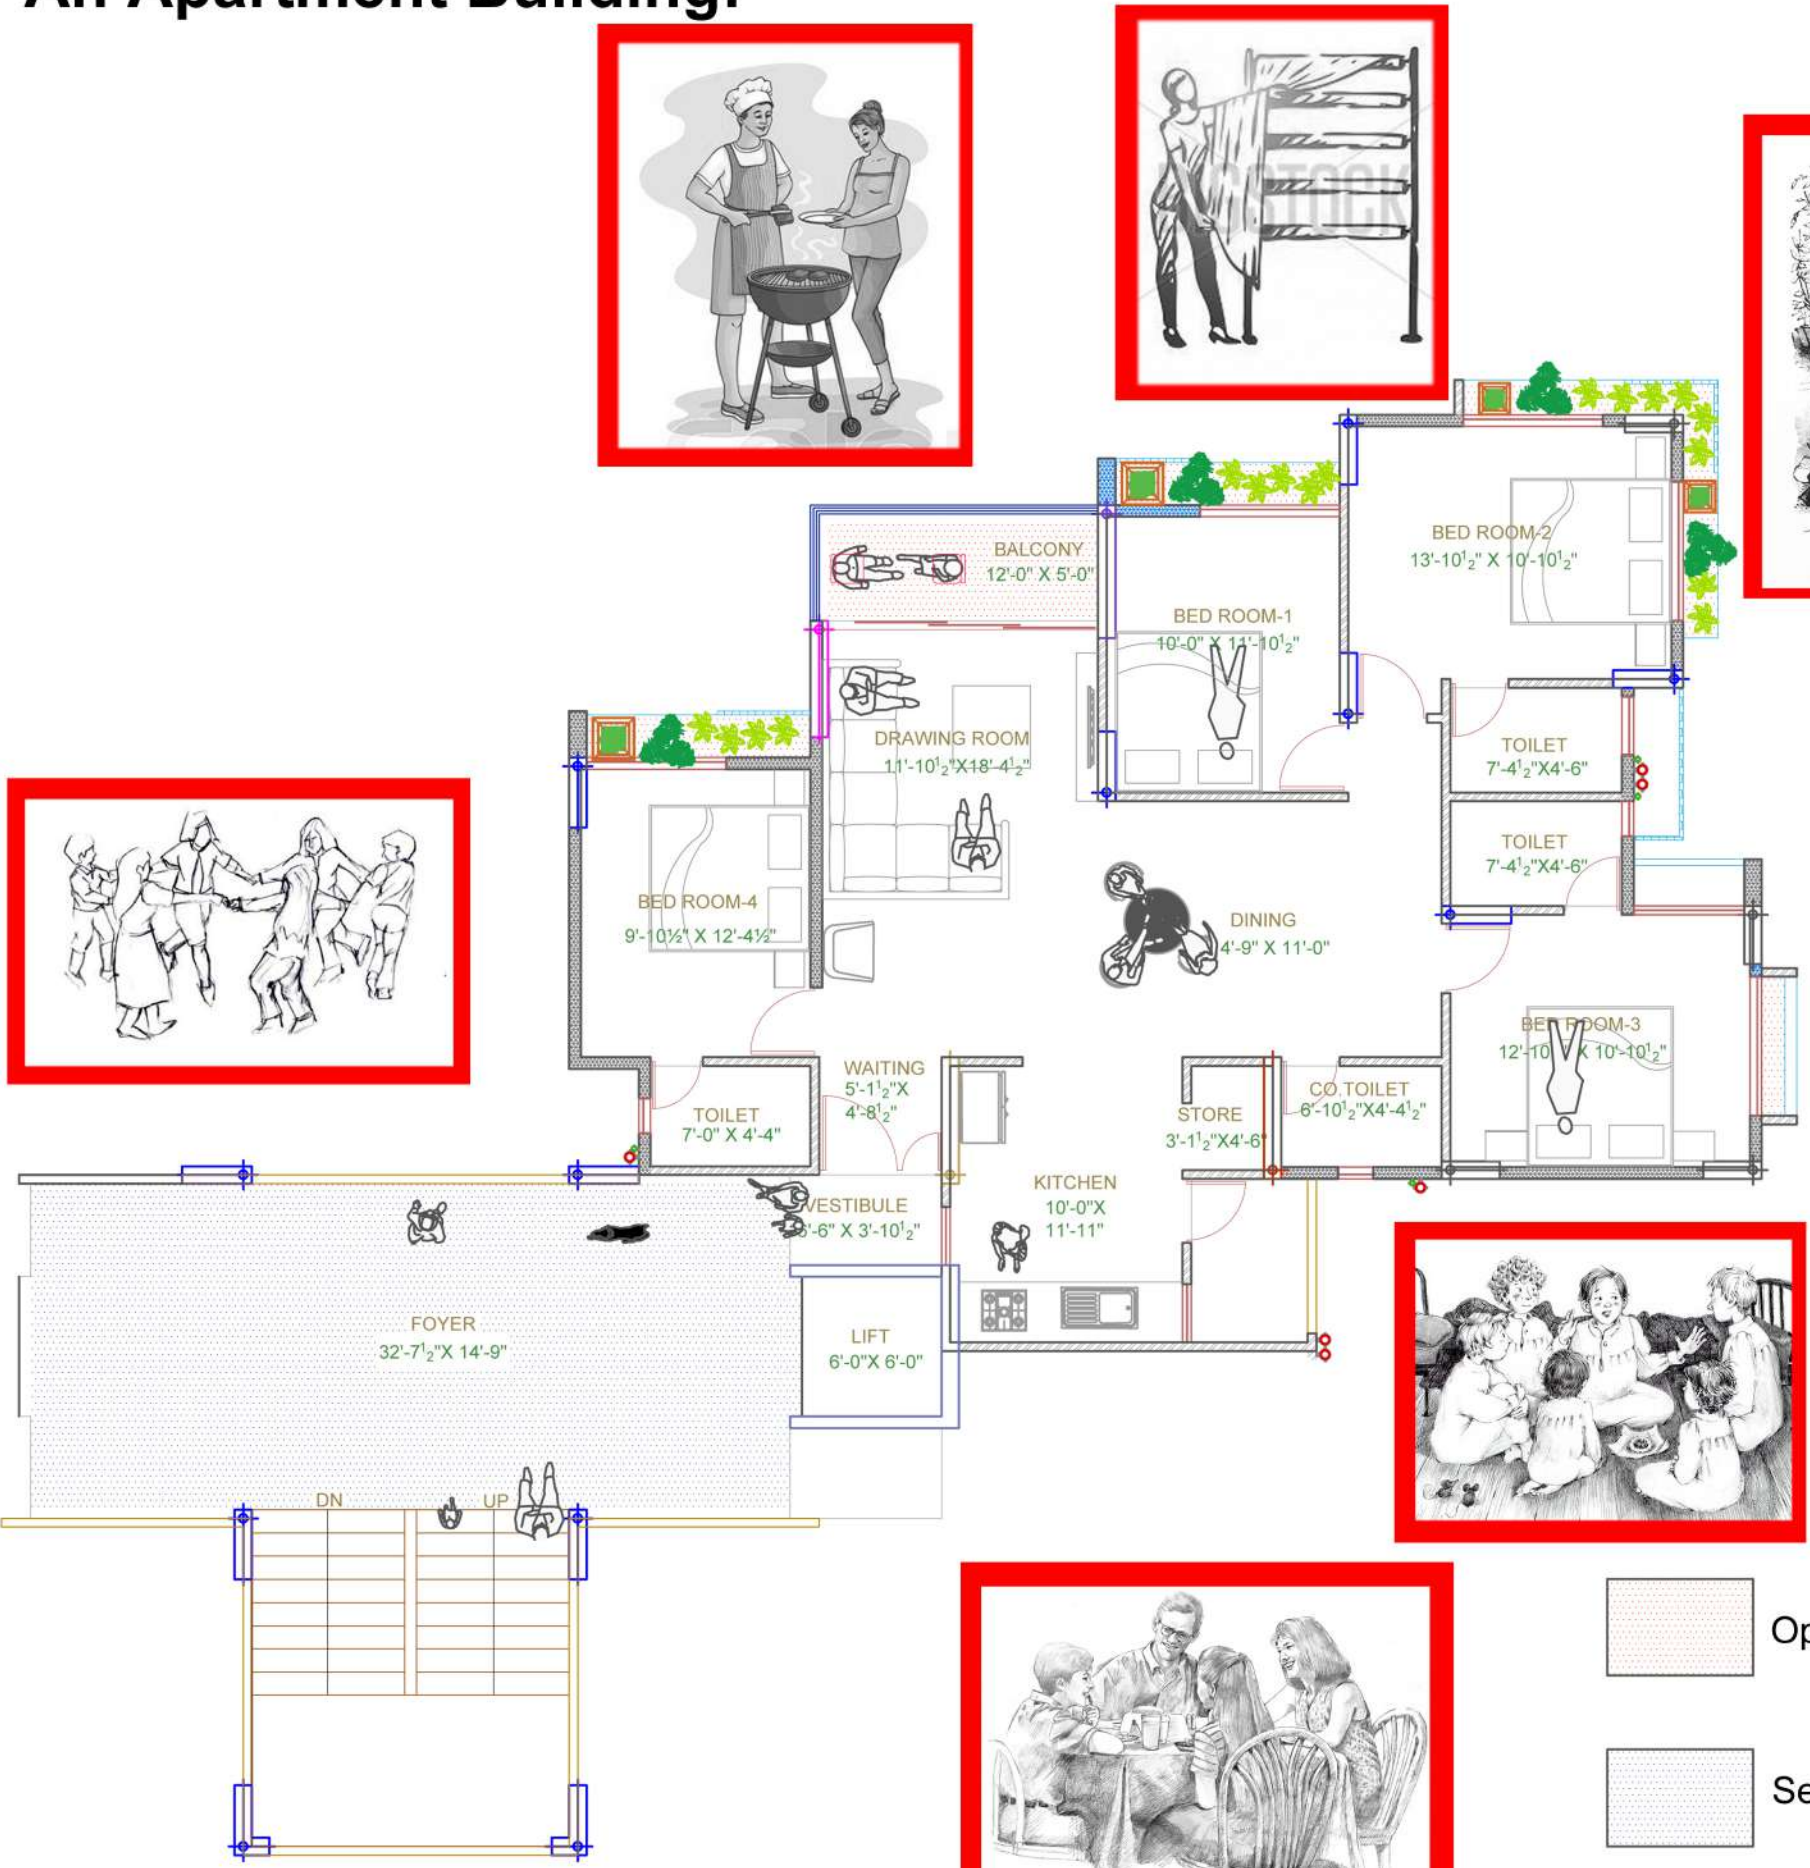 An Apartment Building:
BALCONY
12'-0" X 5'-0"
BED ROOM-2
13'-10½" X 10'-10½"
BED ROOM-1
10'-0" X 11'-10½"
DRAWING ROOM
11'-10½"X18'-4½"
TOILET
7'-4½"X4'-6"
TOILET
7'-4½"X4'-6"
BED ROOM-4
9'-10½" X 12'-4½"
DINING
4'-9" X 11'-0"
BED ROOM-3
X 10'-10½"
WAITING
5'-1½"X
4'-8½"
TOILET
7'-0" X 4'-4"
STORE
3'-1½"X4'-6"
CO.TOILET
6'-10½"X4'-4½"
VESTIBULE
X 3'-10½"
KITCHEN
10'-0"X
11'-11"
FOYER
32'-7½"X 14'-9"
LIFT
6'-0"X 6'-0"
DN
UP
Op
Se